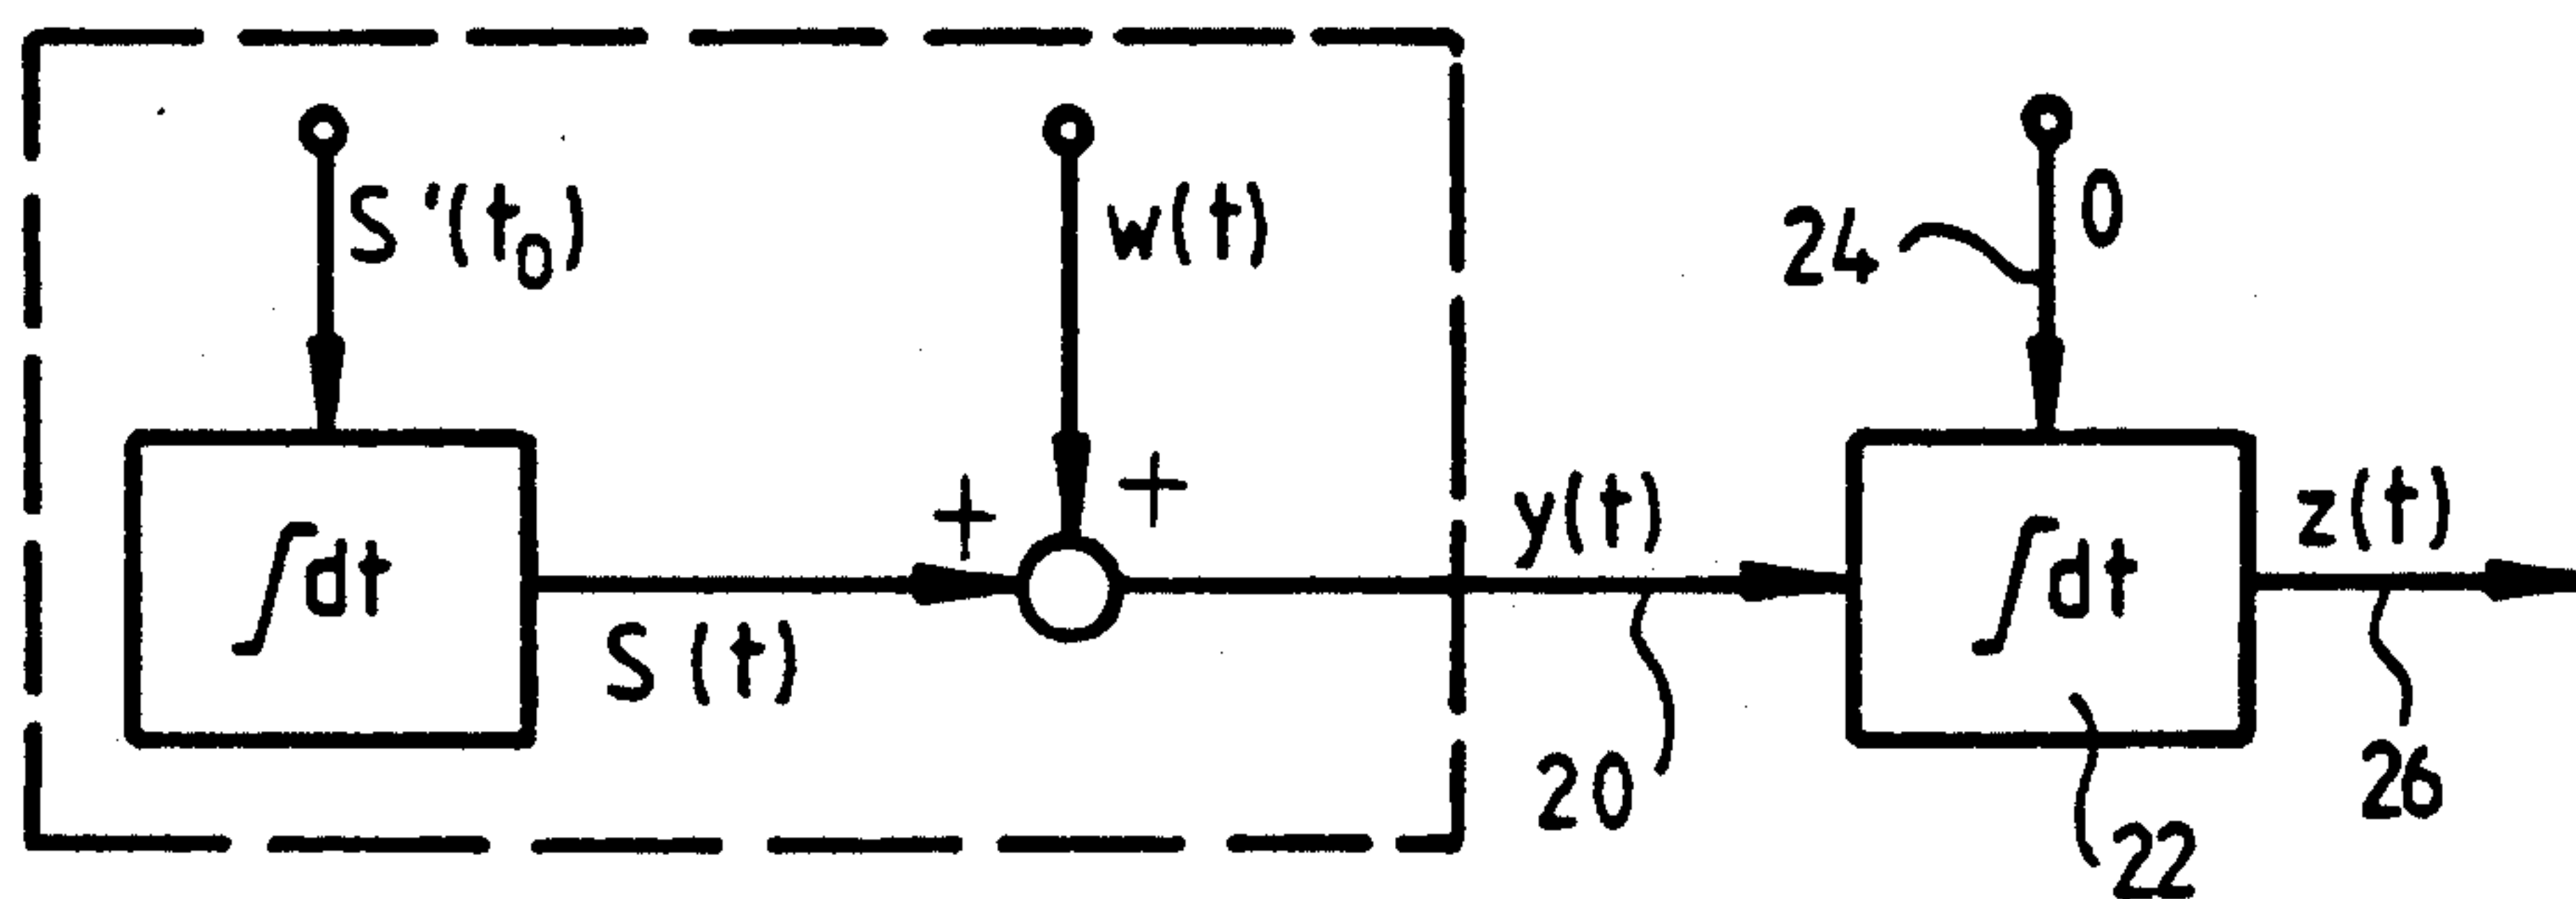 S'(t0)
w(t)
24
0
+
+
∫dt
S(t)
y(t)
20
∫dt
z(t)
26
22